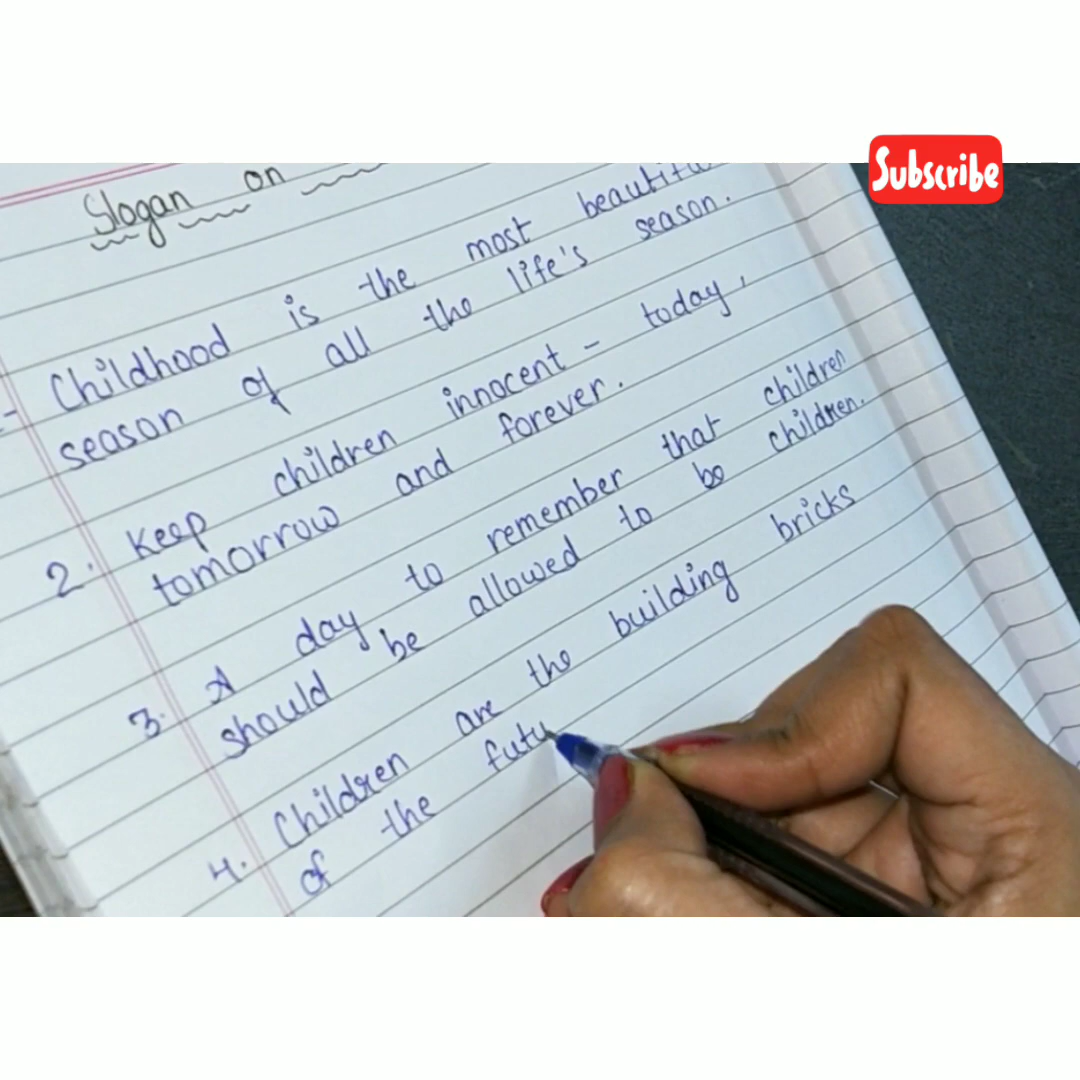 Subscribe
Slogan on
Childhood is the most beautifu
season of all the life's season.
2. Keep children innocent - today,
tomorrow and forever.
3. A day to remember that children
should be allowed to be children.
4. Children are the building bricks
of the futu